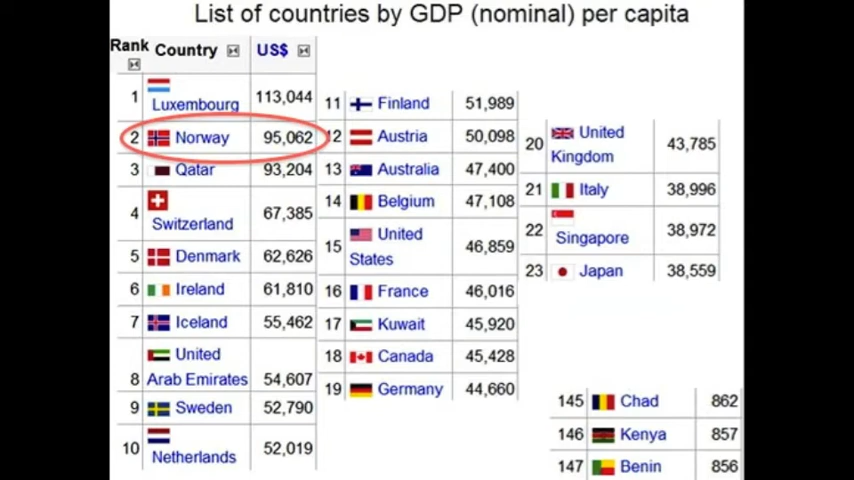 List of countries by GDP (nominal) per capita
Rank Country US$
1 Luxembourg 113,044
2 Norway 95,062
3 Qatar 93,204
4 Switzerland 67,385
5 Denmark 62,626
6 Ireland 61,810
7 Iceland 55,462
8 United Arab Emirates 54,607
9 Sweden 52,790
10 Netherlands 52,019
11 Finland 51,989
12 Austria 50,098
13 Australia 47,400
14 Belgium 47,108
15 United States 46,859
16 France 46,016
17 Kuwait 45,920
18 Canada 45,428
19 Germany 44,660
20 United Kingdom 43,785
21 Italy 38,996
22 Singapore 38,972
23 Japan 38,559
145 Chad 862
146 Kenya 857
147 Benin 856